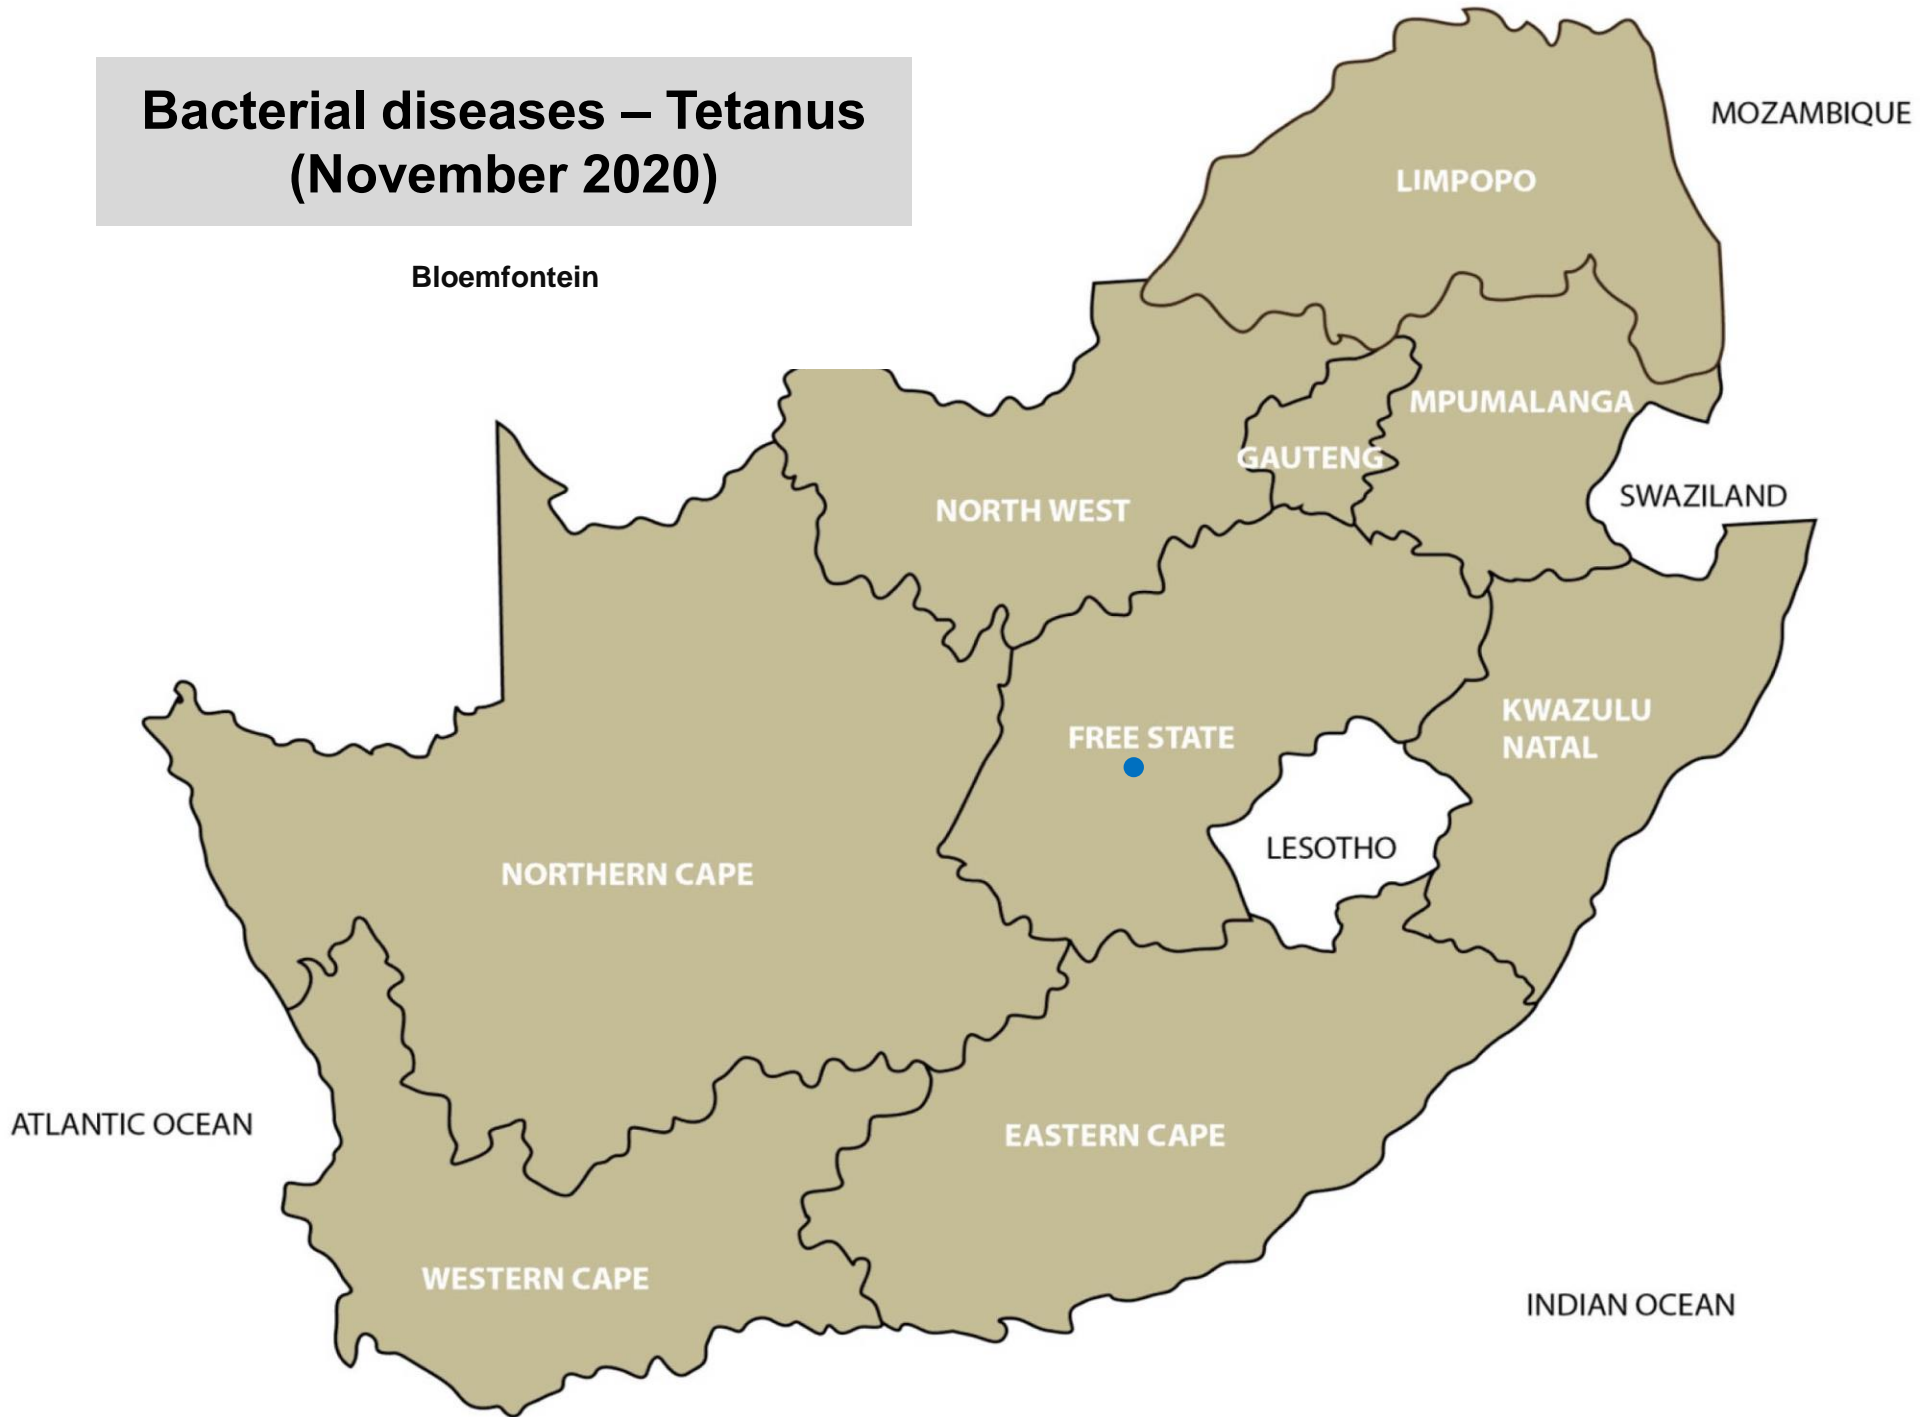 Bacterial diseases – Tetanus
(November 2020)
Bloemfontein
MOZAMBIQUE
LIMPOPO
MPUMALANGA
GAUTENG
SWAZILAND
NORTH WEST
KWAZULU
NATAL
FREE STATE
LESOTHO
NORTHERN CAPE
ATLANTIC OCEAN
EASTERN CAPE
WESTERN CAPE
INDIAN OCEAN